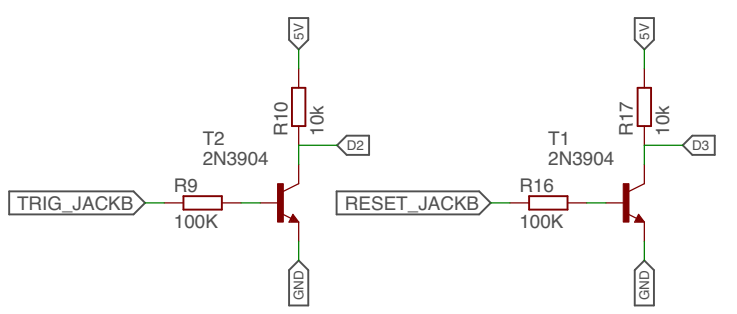 5V
R10
10k
D2
T2
2N3904
R9
TRIG_JACKB
100K
GND
5V
R17
10k
D3
T1
2N3904
R16
RESET_JACKB
100K
GND